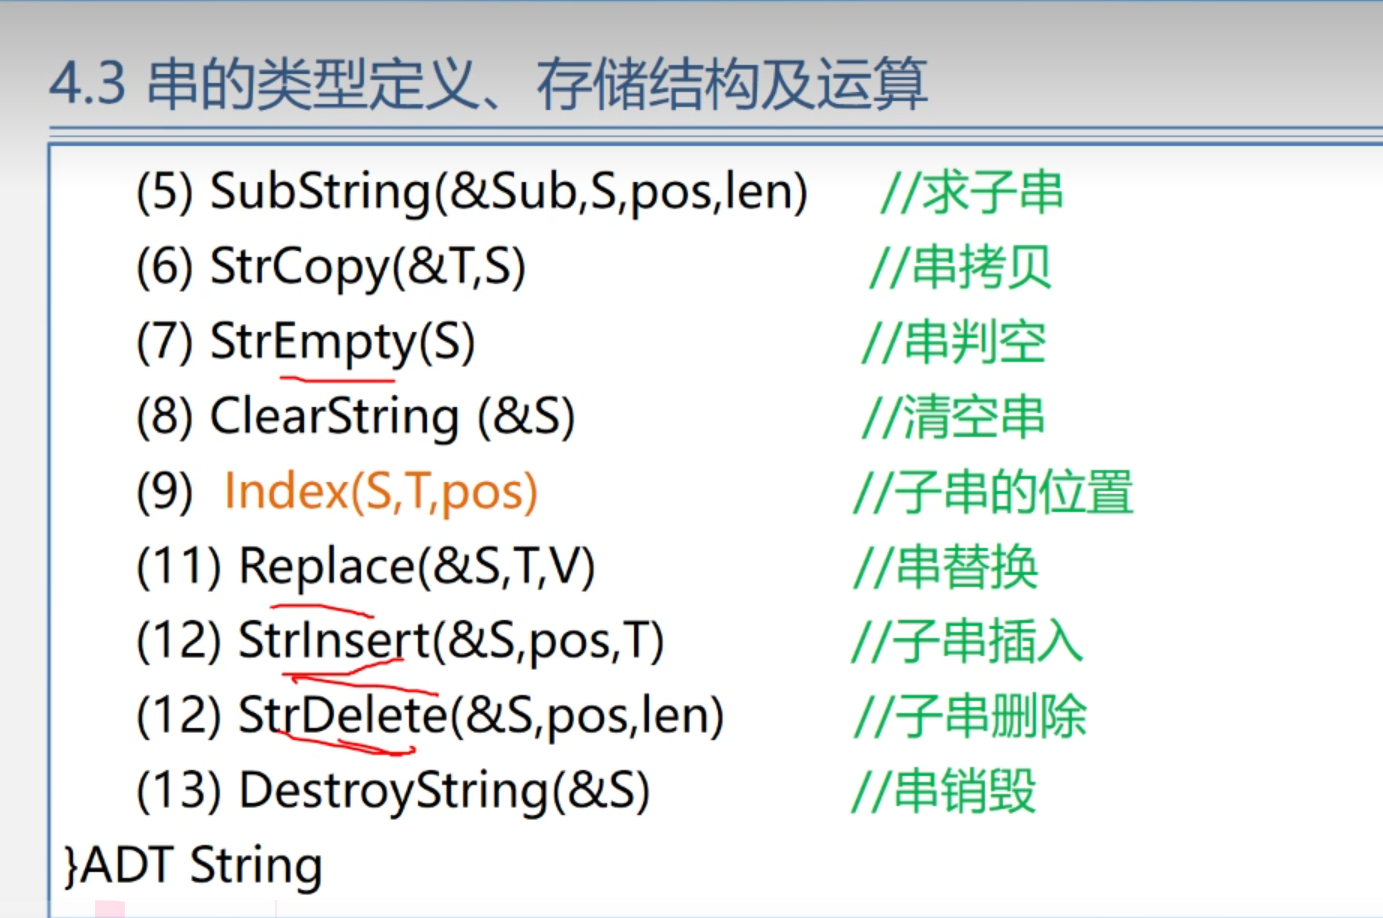 4.3 串的类型定义、存储结构及运算
(5) SubString(&Sub,S,pos,len) //求子串
(6) StrCopy(&T,S) //串拷贝
(7) StrEmpty(S) //串判空
(8) ClearString (&S) //清空串
(9) Index(S,T,pos) //子串的位置
(11) Replace(&S,T,V) //串替换
(12) StrInsert(&S,pos,T) //子串插入
(12) StrDelete(&S,pos,len) //子串删除
(13) DestroyString(&S) //串销毁
}ADT String